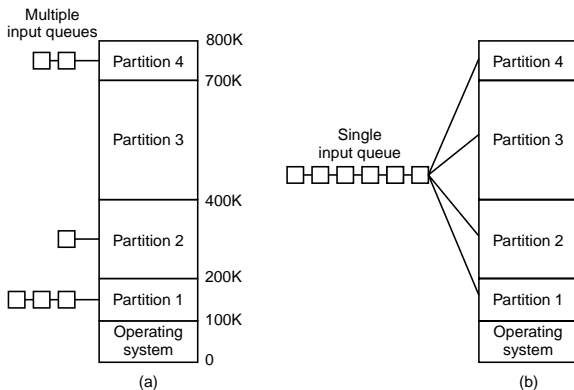 Multiple
input queues
800K
Partition 4
700K
Partition 3
400K
Partition 2
200K
Partition 1
100K
Operating
system
0
(a)
Single
input queue
Partition 4
Partition 3
Partition 2
Partition 1
Operating
system
(b)